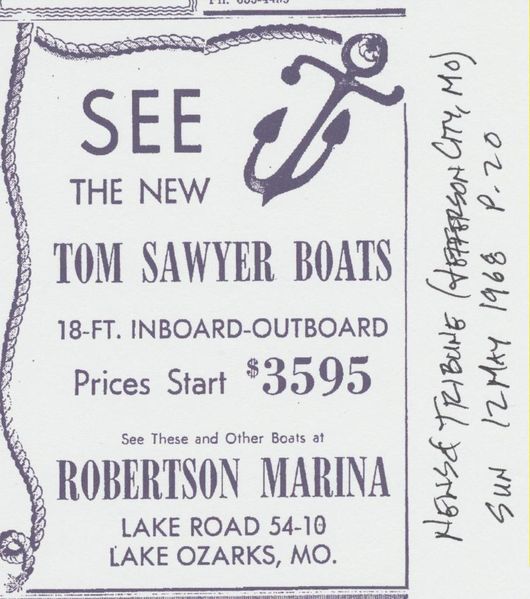 SEE
THE NEW
TOM SAWYER BOATS
18-FT. INBOARD-OUTBOARD
Prices Start $3595
See These and Other Boats at
ROBERTSON MARINA
LAKE ROAD 54-10
LAKE OZARKS, MO.
NEWS & TRIBUNE (JEFFERSON CITY, MO)
SUN 12 MAY 1968 P. 20